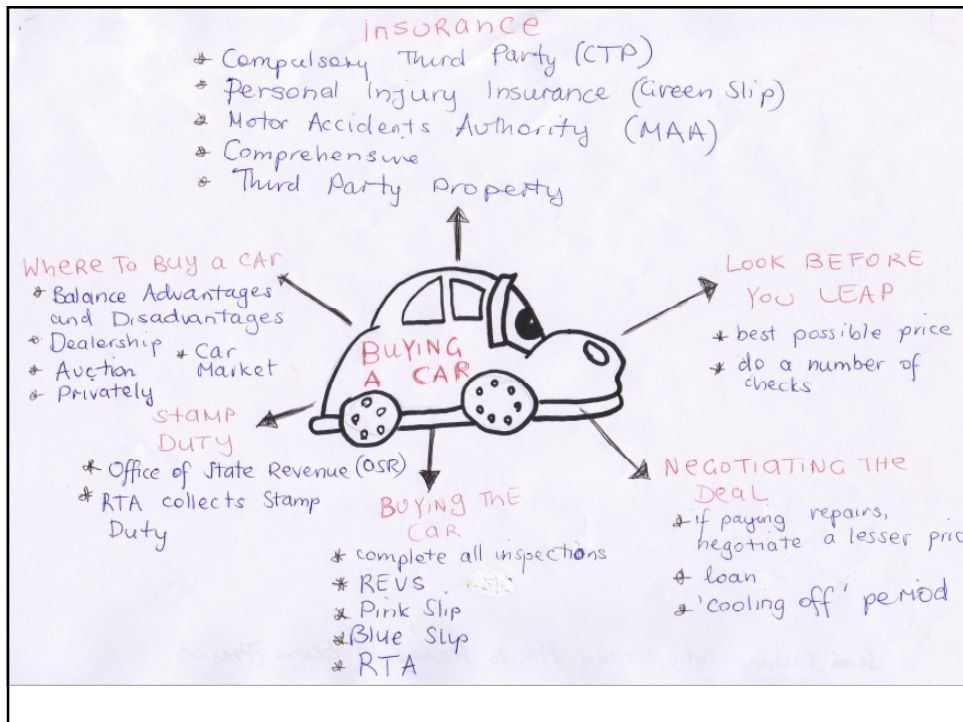 Insurance
* Compulsory Third Party (CTP)
* Personal Injury Insurance (Green Slip)
* Motor Accidents Authority (MAA)
* Comprehensive
* Third Party Property
Where to Buy a Car
* Balance Advantages
and Disadvantages
* Dealership
* Auction
* Privately
* Car
Market
BUYING
A CAR
LOOK BEFORE
YOU LEAP
* best possible price
* do a number of
checks
STAMP
DUTY
* Office of State Revenue (OSR)
* RTA collects Stamp
Duty
BUYING THE
CAR
* complete all inspections
* REVS
* Pink Slip
* Blue Slip
* RTA
NEGOTIATING THE
Deal
* if paying repairs,
negotiate a lesser pric
* loan
* 'cooling off' period